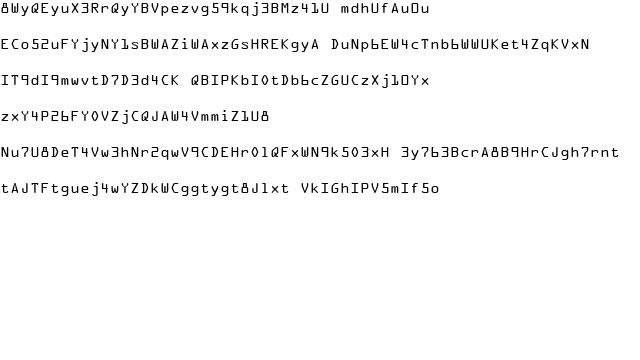 8WyQEyuX3RrQyYBVpezvg59kqj3BMz41U mdhUfAuOu
ECo52uFYjyNY1sBWAZiWAxzGsHREKgyA DuNp6EW4cTnb6WWUKet4ZqKVxN
IT9dI9mwvtD7D3d4CK QBIPKbI0tDb6cZGUCzXj1OYx
zxY4P26FY0VZjCQJAW4VmmiZ1U8
Nu7U8DeT4Vw3hNr2qwV9CDEHr01QFxWN9k503xH 3y763BcrA8B9HrCJgh7rnt
tAJTFtguej4wYZDkWCggtygt8J1xt VkIGhIPV5mIf5o